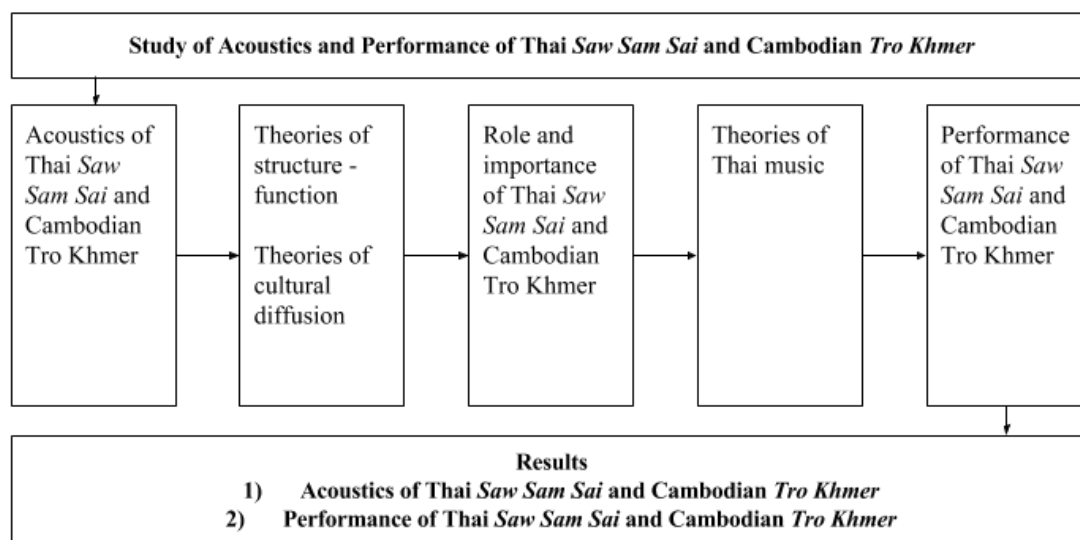 Study of Acoustics and Performance of Thai Saw Sam Sai and Cambodian Tro Khmer
Acoustics of
Thai Saw
Sam Sai and
Cambodian
Tro Khmer
Theories of
structure -
function
Theories of
cultural
diffusion
Role and
importance
of Thai Saw
Sam Sai and
Cambodian
Tro Khmer
Theories of
Thai music
Performance
of Thai Saw
Sam Sai and
Cambodian
Tro Khmer
Results
1) Acoustics of Thai Saw Sam Sai and Cambodian Tro Khmer
2) Performance of Thai Saw Sam Sai and Cambodian Tro Khmer